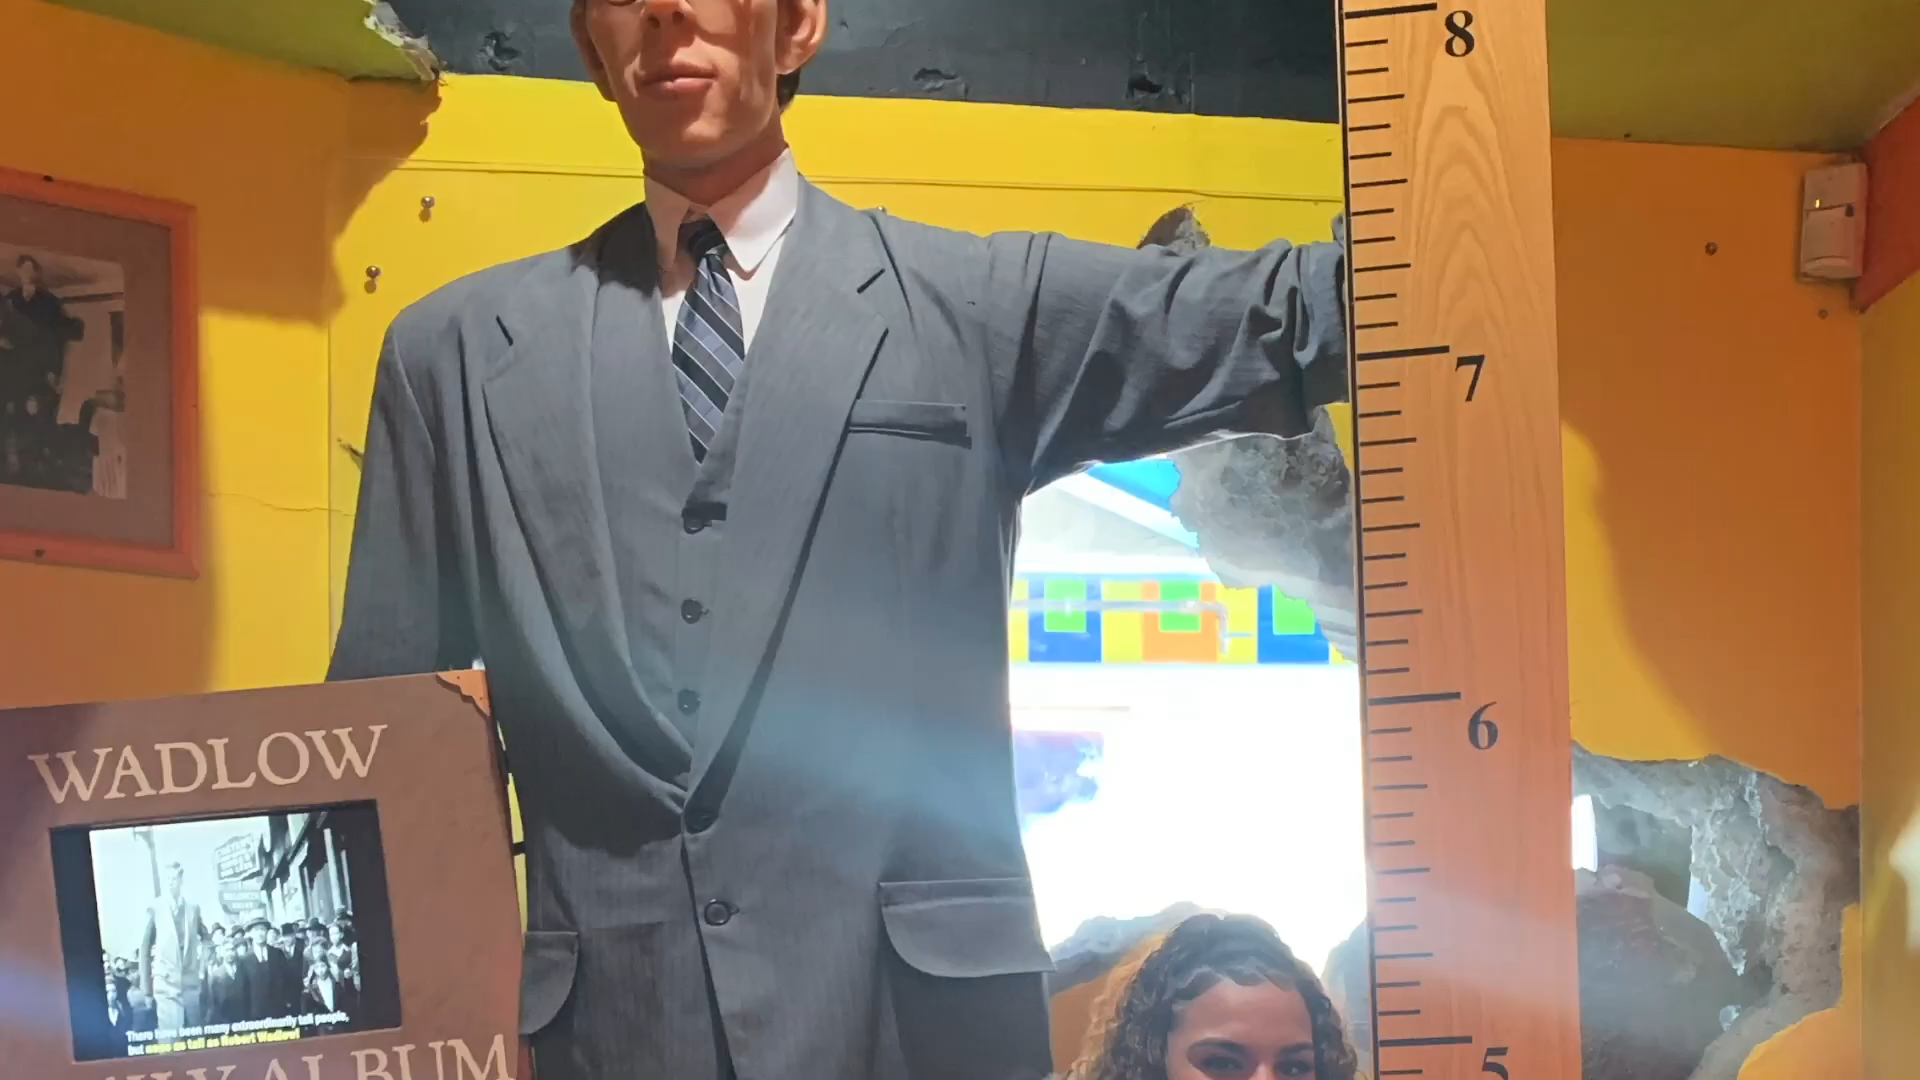 8
7
6
5
WADLOW
There have been many extraordinarily tall people,
but none as tall as Robert Wadlow!
ALBUM